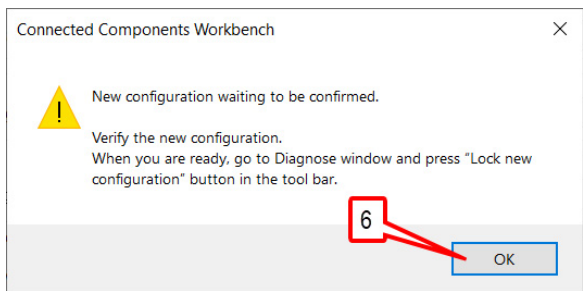 Connected Components Workbench
New configuration waiting to be confirmed.
Verify the new configuration.
When you are ready, go to Diagnose window and press "Lock new
configuration" button in the tool bar.
6
OK